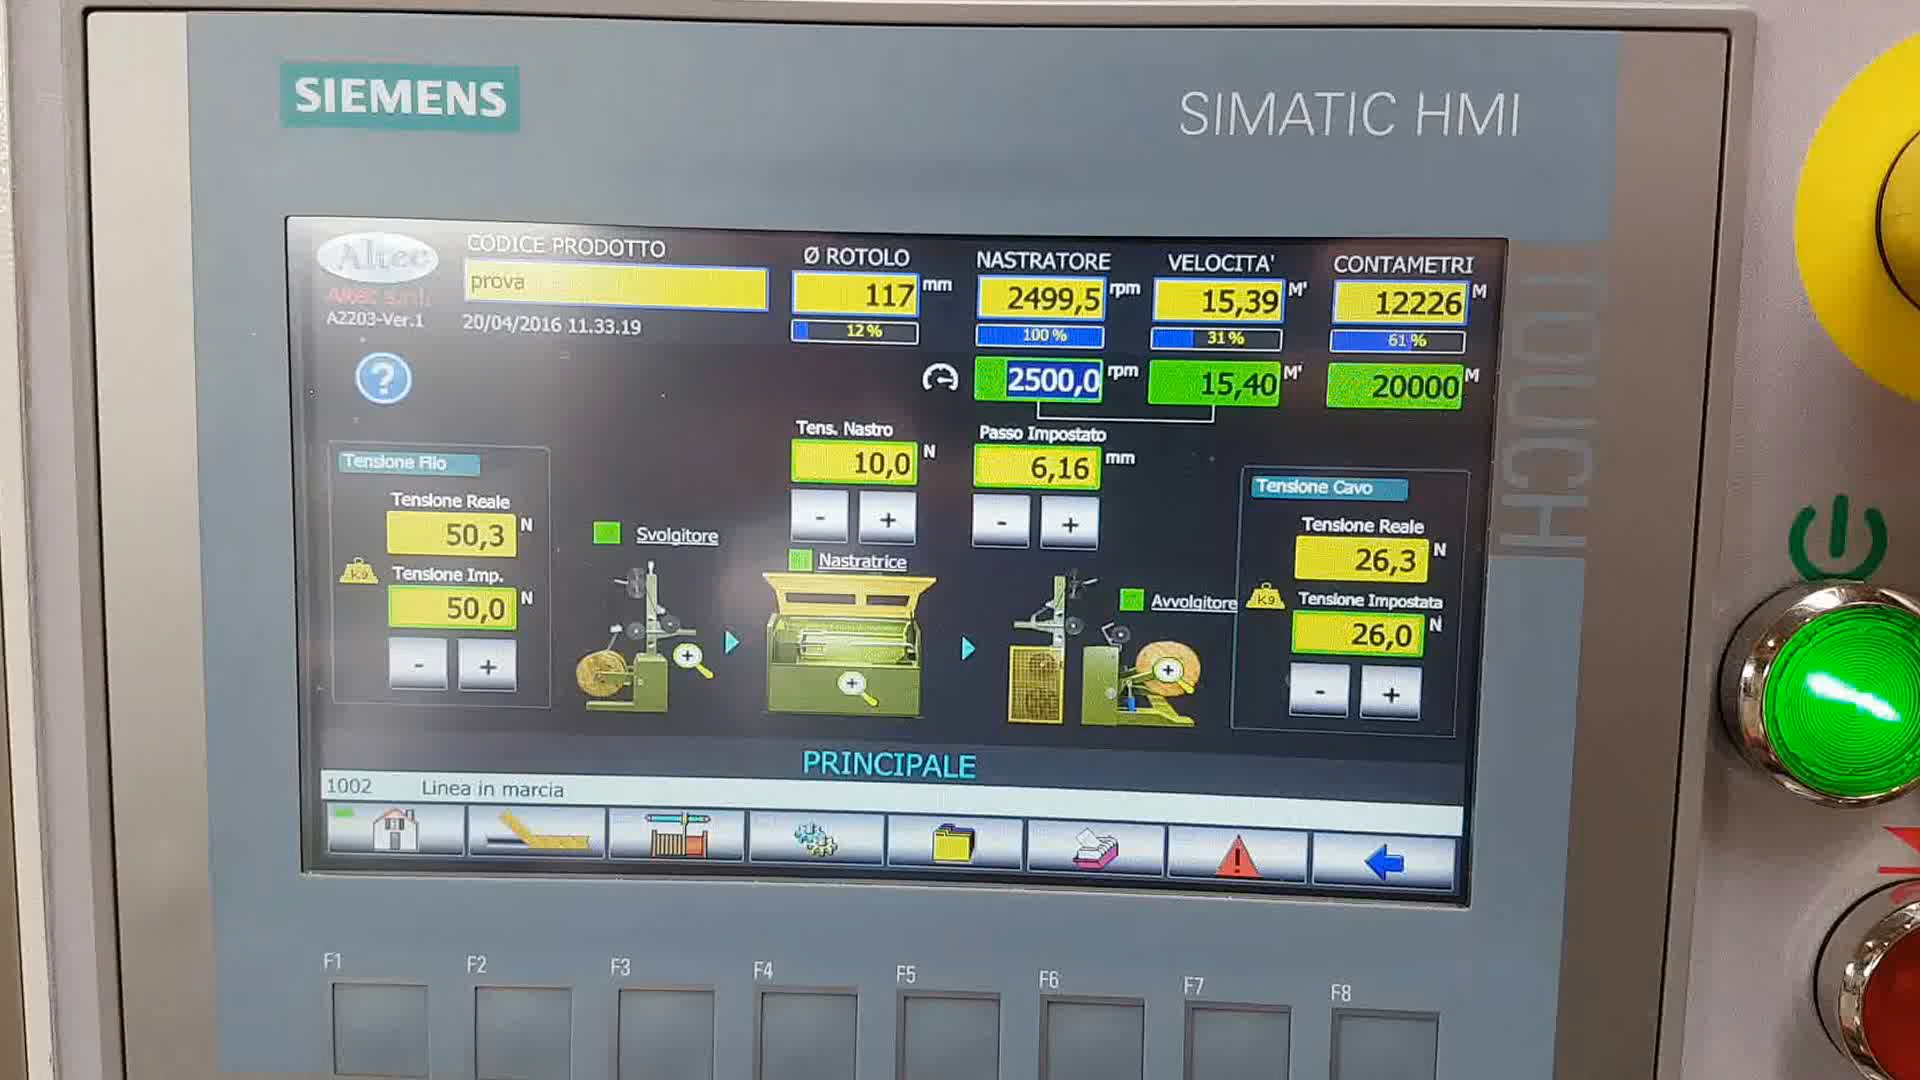 SIEMENS
SIMATIC HMI
TOUCH
Altec
Altec s.r.l.
A2203-Ver.1
CODICE PRODOTTO
prova
20/04/2016 11.33.19
Ø ROTOLO
117 mm
12 %
NASTRATORE
2499,5 rpm
100 %
2500,0 rpm
VELOCITA'
15,39 M'
31 %
15,40 M'
CONTAMETRI
12226 M
61 %
20000 M
?
Tens. Nastro
10,0 N
- +
Passo Impostato
6,16 mm
- +
Tensione Filo
Tensione Reale
50,3 N
Kg
Tensione Imp.
50,0 N
- +
Svolgitore
Nastratrice
Avvolgitore
Tensione Cavo
Tensione Reale
26,3 N
Kg
Tensione Impostata
26,0 N
- +
PRINCIPALE
1002 Linea in marcia
F1 F2 F3 F4 F5 F6 F7 F8